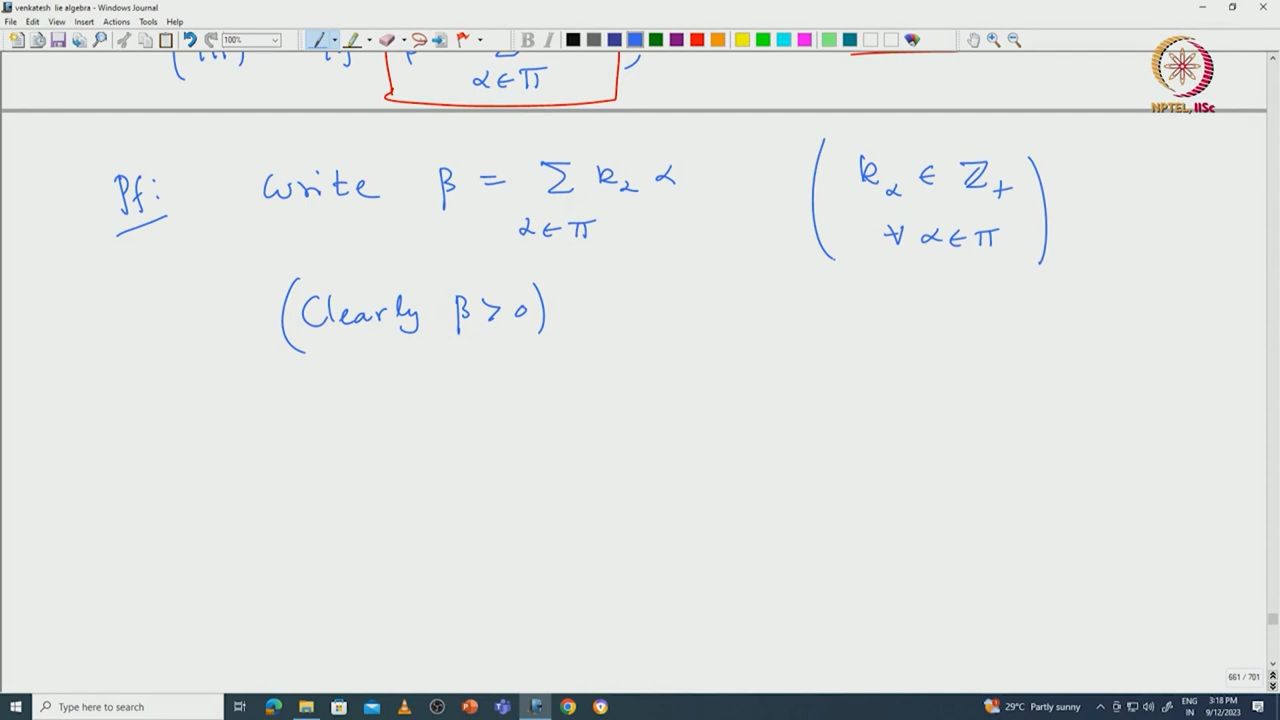 venkatesh lie algebra - Windows Journal
File Edit View Insert Actions Tools Help
100%
B I
α ∈ Π
NPTEL, IISc
Pf: Write β = Σ k_α α ( k_α ∈ ℤ_+
α ∈ Π ∀ α ∈ Π )
(Clearly β > 0)
661 / 701
Type here to search
29°C Partly sunny
ENG
IN
3:18 PM
9/12/2023